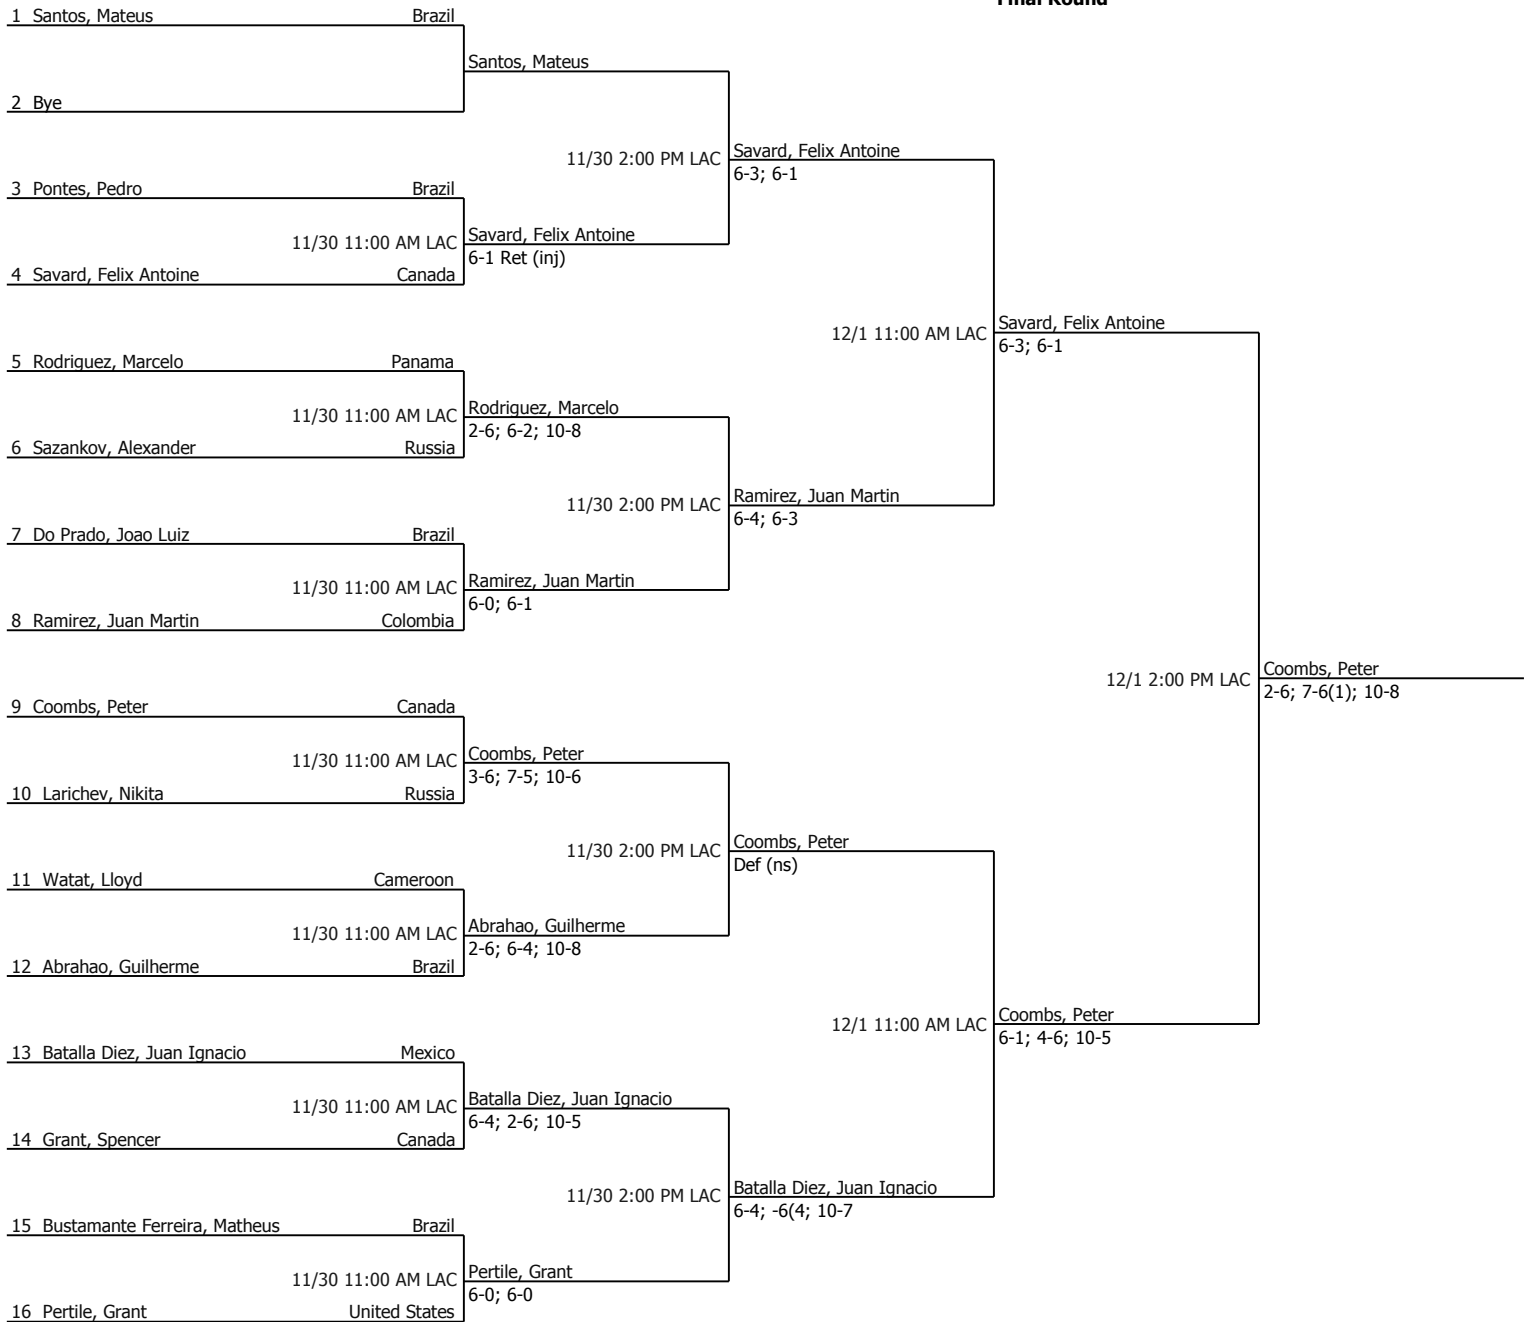 Final Round
1 Santos, Mateus Brazil
Santos, Mateus
2 Bye
11/30 2:00 PM LAC Savard, Felix Antoine
6-3; 6-1
3 Pontes, Pedro Brazil
11/30 11:00 AM LAC Savard, Felix Antoine
6-1 Ret (inj)
4 Savard, Felix Antoine Canada
12/1 11:00 AM LAC Savard, Felix Antoine
6-3; 6-1
5 Rodriguez, Marcelo Panama
11/30 11:00 AM LAC Rodriguez, Marcelo
2-6; 6-2; 10-8
6 Sazankov, Alexander Russia
11/30 2:00 PM LAC Ramirez, Juan Martin
6-4; 6-3
7 Do Prado, Joao Luiz Brazil
11/30 11:00 AM LAC Ramirez, Juan Martin
6-0; 6-1
8 Ramirez, Juan Martin Colombia
12/1 2:00 PM LAC Coombs, Peter
2-6; 7-6(1); 10-8
9 Coombs, Peter Canada
11/30 11:00 AM LAC Coombs, Peter
3-6; 7-5; 10-6
10 Larichev, Nikita Russia
11/30 2:00 PM LAC Coombs, Peter
Def (ns)
11 Watat, Lloyd Cameroon
11/30 11:00 AM LAC Abrahao, Guilherme
2-6; 6-4; 10-8
12 Abrahao, Guilherme Brazil
12/1 11:00 AM LAC Coombs, Peter
6-1; 4-6; 10-5
13 Batalla Diez, Juan Ignacio Mexico
11/30 11:00 AM LAC Batalla Diez, Juan Ignacio
6-4; 2-6; 10-5
14 Grant, Spencer Canada
11/30 2:00 PM LAC Batalla Diez, Juan Ignacio
6-4; -6(4; 10-7
15 Bustamante Ferreira, Matheus Brazil
11/30 11:00 AM LAC Pertile, Grant
6-0; 6-0
16 Pertile, Grant United States